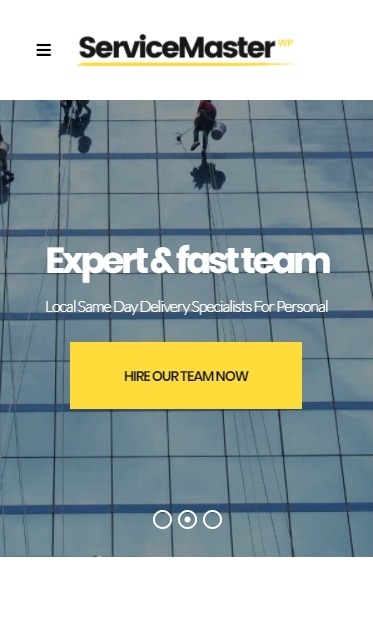 ServiceMaster WP
Expert & fast team
Local Same Day Delivery Specialists For Personal
HIRE OUR TEAM NOW